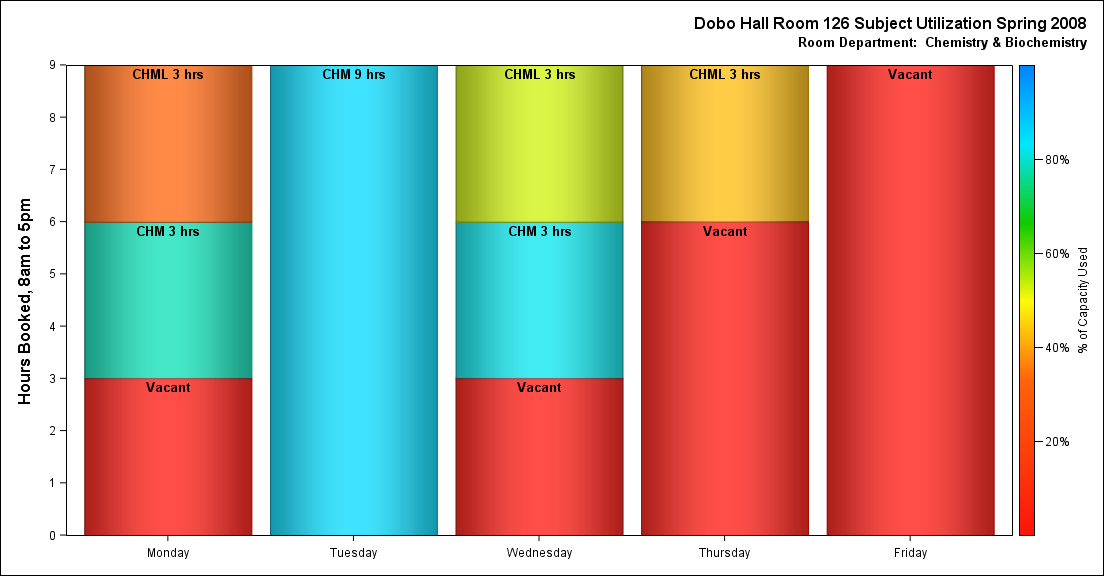 Dobo Hall Room 126 Subject Utilization Spring 2008
Room Department:  Chemistry & Biochemistry
Hours Booked, 8am to 5pm
9
8
7
6
5
4
3
2
1
0
CHML 3 hrs
CHM 3 hrs
Vacant
CHM 9 hrs
CHML 3 hrs
CHM 3 hrs
Vacant
CHML 3 hrs
Vacant
Vacant
Monday
Tuesday
Wednesday
Thursday
Friday
80%
60%
40%
20%
% of Capacity Used